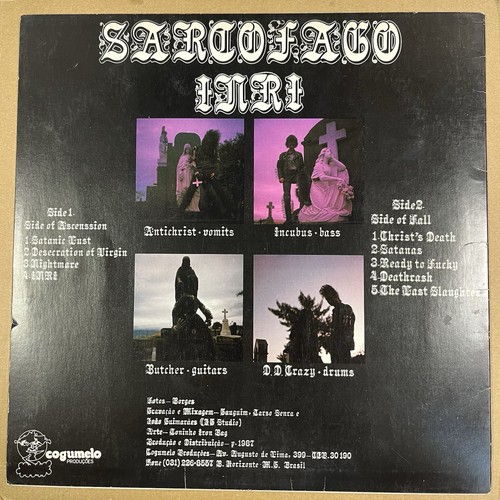 SARCOFAGO
INRI
Antichrist - vomits
Incubus - bass
Side 1
Side of Ascenssion
1. Satanic Lust
2 Desecration of Virgin
3 Nightmare
4 INRI
Side 2
Side of Fall
1. Christ's Death
2. Satanas
3. Ready to Fucky
4. Deathrash
5. The Last Slaughter
Butcher - guitars
D.D.Crazy - drums
Fotos - Borges
Gravação e Mixagem - Gauguim, Tarso Senra e
João Guimarães (JG Studio)
Arte - Toninho Iron Bag
Produção e Distribuição - p. 1987
Cogumelo Produções - Av. Augusto de Lima, 399 - CEP. 30190
Fone (031) 226-8557 B. Horizonte - M.G. Brasil
cogumelo
PRODUÇÕES